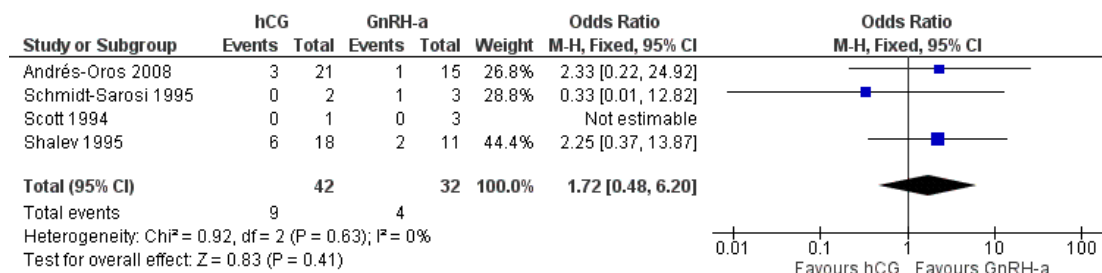 hCG GnRH-a Odds Ratio Odds Ratio
Study or Subgroup Events Total Events Total Weight M-H, Fixed, 95% CI M-H, Fixed, 95% CI
Andrés-Oros 2008 3 21 1 15 26.8% 2.33 [0.22, 24.92]
Schmidt-Sarosi 1995 0 2 1 3 28.8% 0.33 [0.01, 12.82]
Scott 1994 0 1 0 3 Not estimable
Shalev 1995 6 18 2 11 44.4% 2.25 [0.37, 13.87]
Total (95% CI) 42 32 100.0% 1.72 [0.48, 6.20]
Total events 9 4
Heterogeneity: Chi² = 0.92, df = 2 (P = 0.63); I² = 0%
Test for overall effect: Z = 0.83 (P = 0.41)
0.01 0.1 1 10 100
Favours hCG Favours GnRH-a